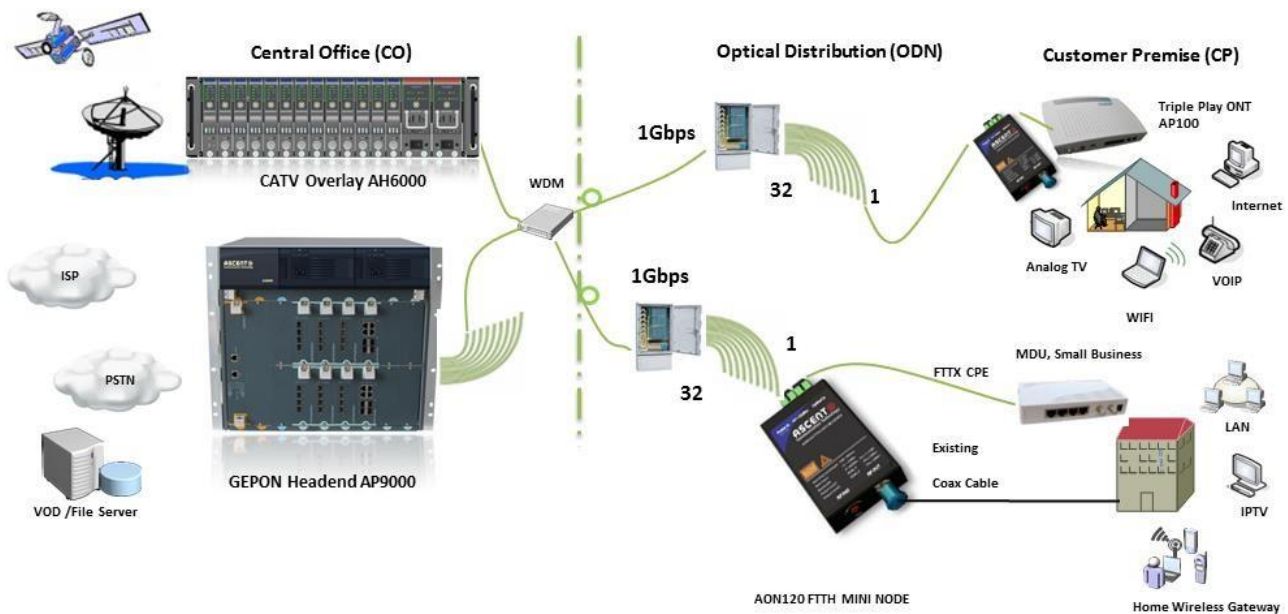 Central Office (CO)
Optical Distribution (ODN)
Customer Premise (CP)
Triple Play ONT
AP100
1Gbps
CATV Overlay AH6000
WDM
32
1
Internet
Analog TV
VOIP
WIFI
ISP
1Gbps
PSTN
1
32
MDU, Small Business
FTTX CPE
ASCENT
ASCENT
LAN
Existing
Coax Cable
GEPON Headend AP9000
VOD /File Server
IPTV
Home Wireless Gateway
AON120 FTTH MINI NODE